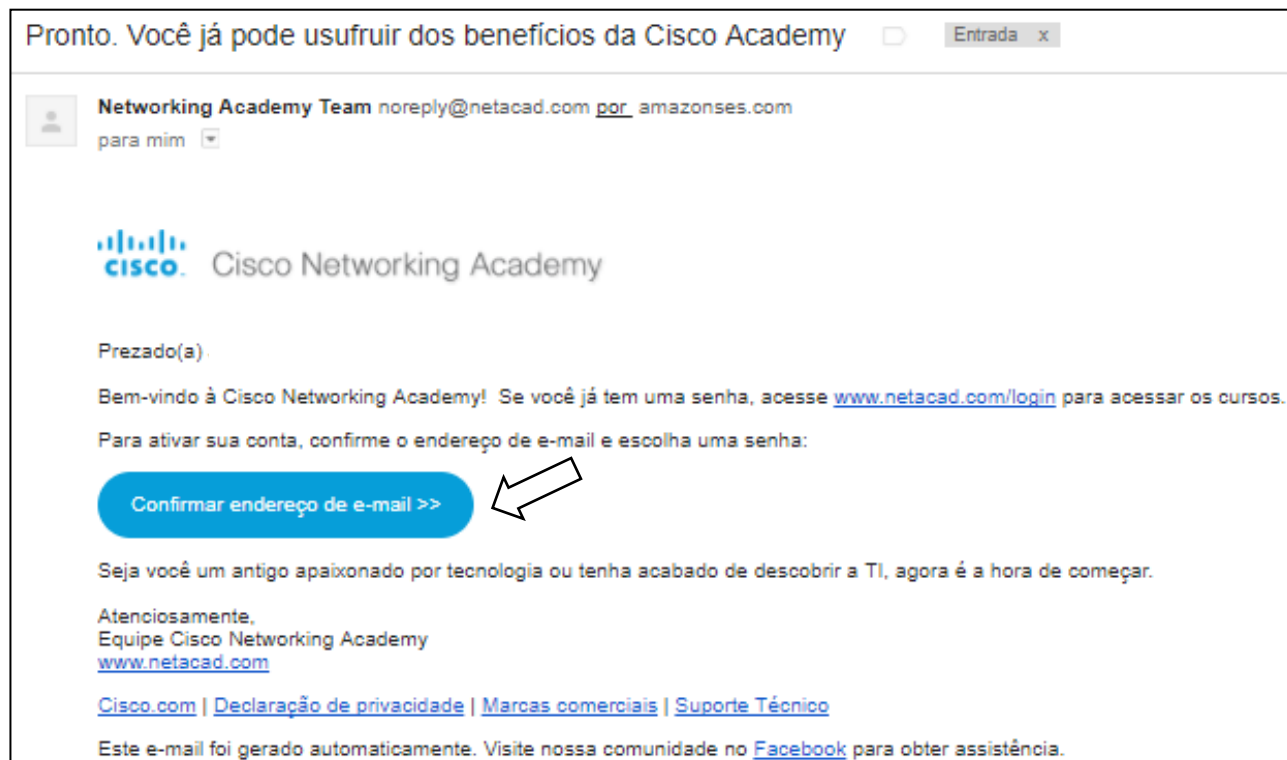 Pronto. Você já pode usufruir dos benefícios da Cisco Academy Entrada x
Networking Academy Team noreply@netacad.com por amazonses.com
para mim
CISCO. Cisco Networking Academy
Prezado(a)
Bem-vindo à Cisco Networking Academy! Se você já tem uma senha, acesse www.netacad.com/login para acessar os cursos.
Para ativar sua conta, confirme o endereço de e-mail e escolha uma senha:
Confirmar endereço de e-mail >>
Seja você um antigo apaixonado por tecnologia ou tenha acabado de descobrir a TI, agora é a hora de começar.
Atenciosamente,
Equipe Cisco Networking Academy
www.netacad.com
Cisco.com | Declaração de privacidade | Marcas comerciais | Suporte Técnico
Este e-mail foi gerado automaticamente. Visite nossa comunidade no Facebook para obter assistência.